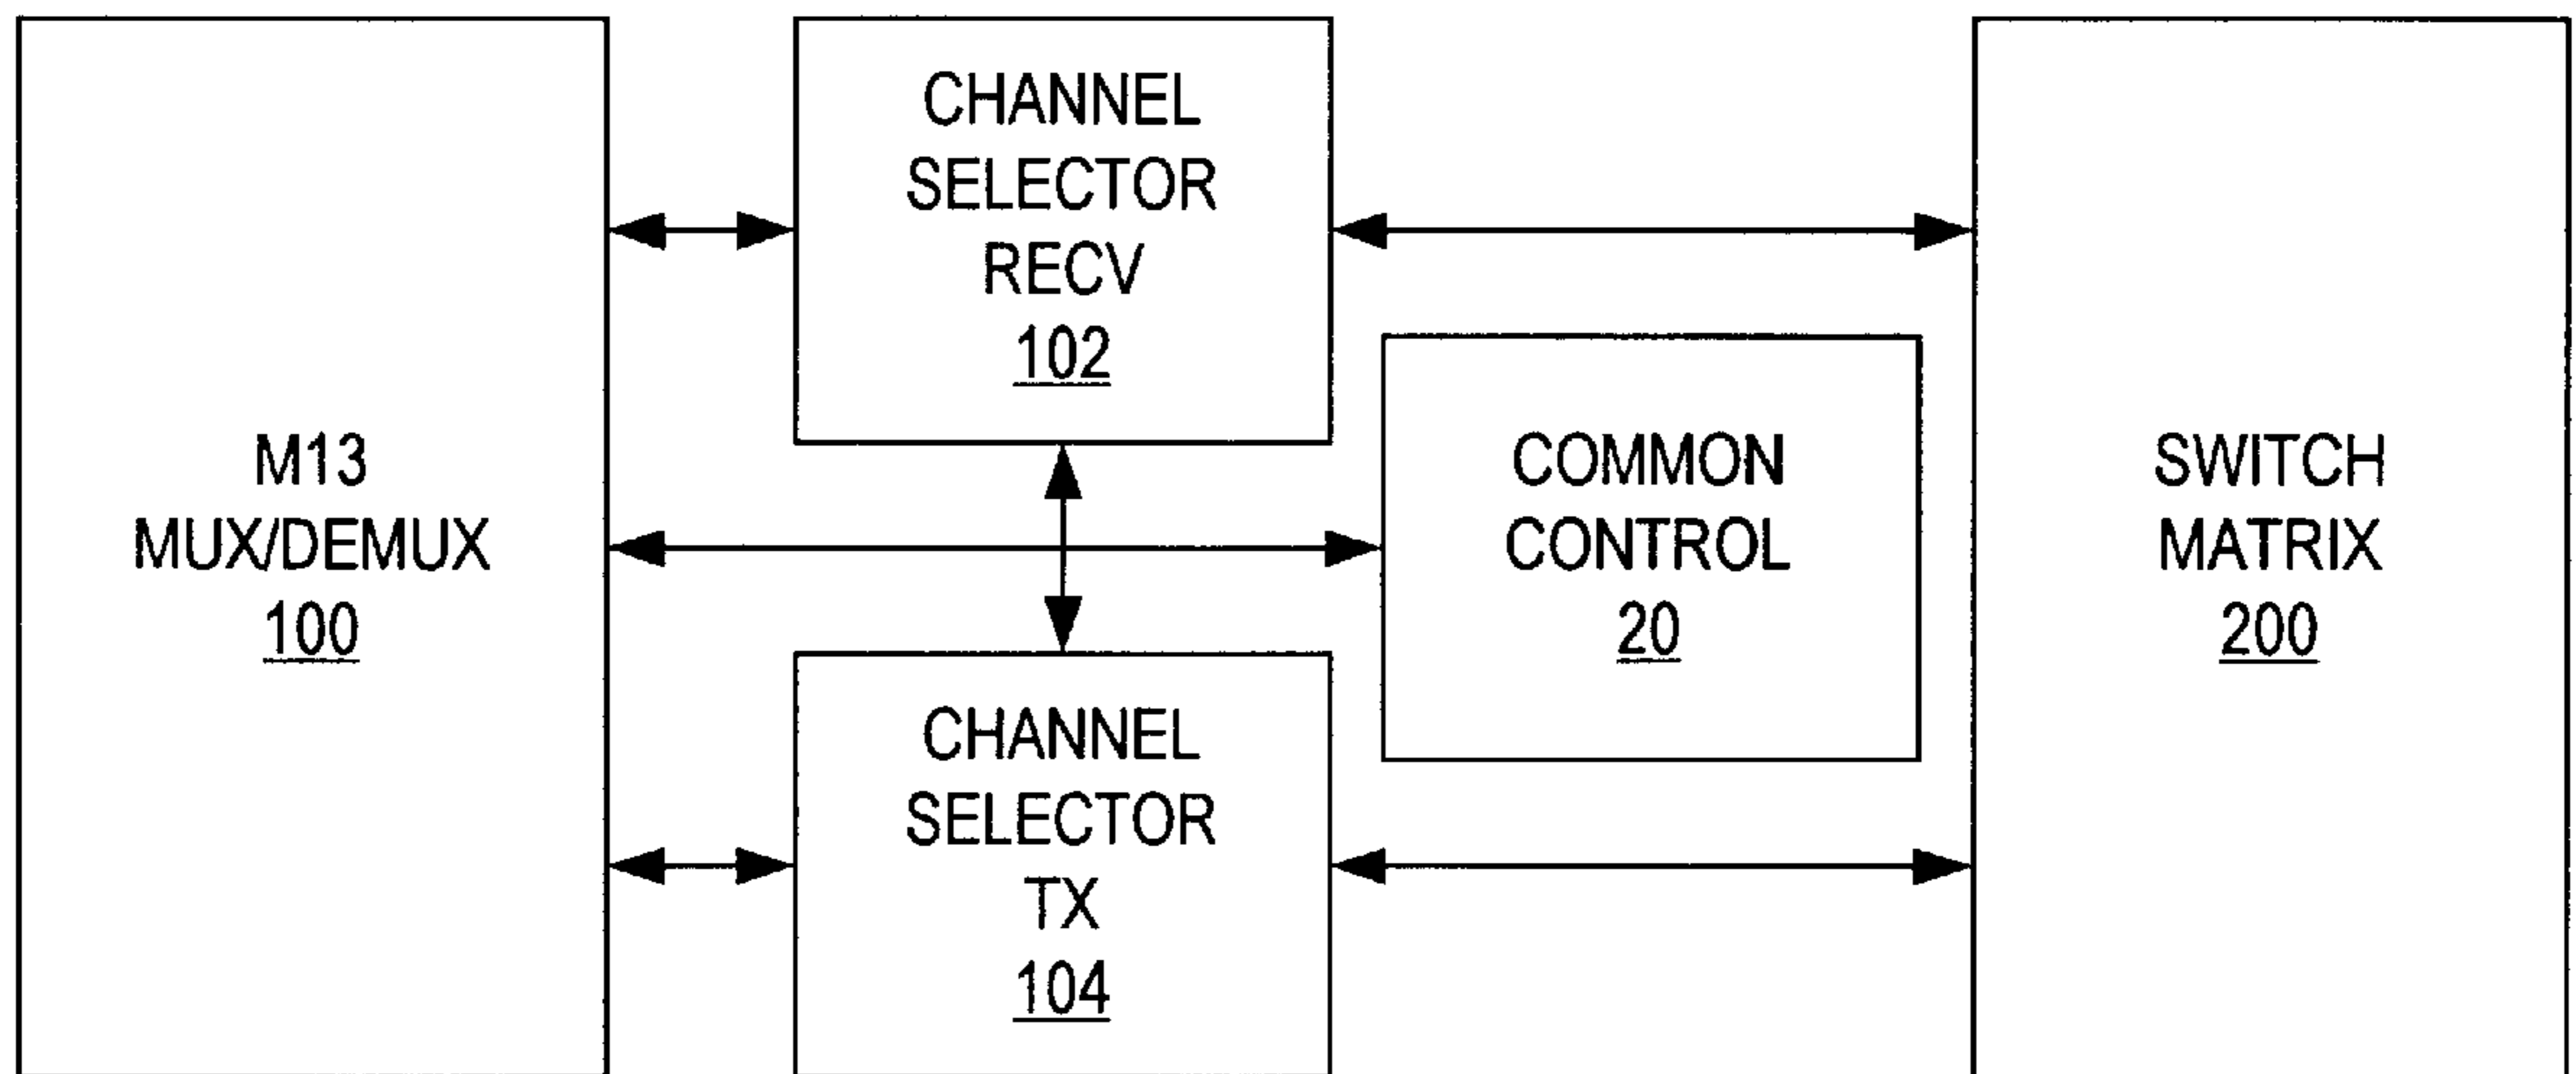 M13
MUX/DEMUX
100
CHANNEL
SELECTOR
RECV
102
CHANNEL
SELECTOR
TX
104
COMMON
CONTROL
20
SWITCH
MATRIX
200